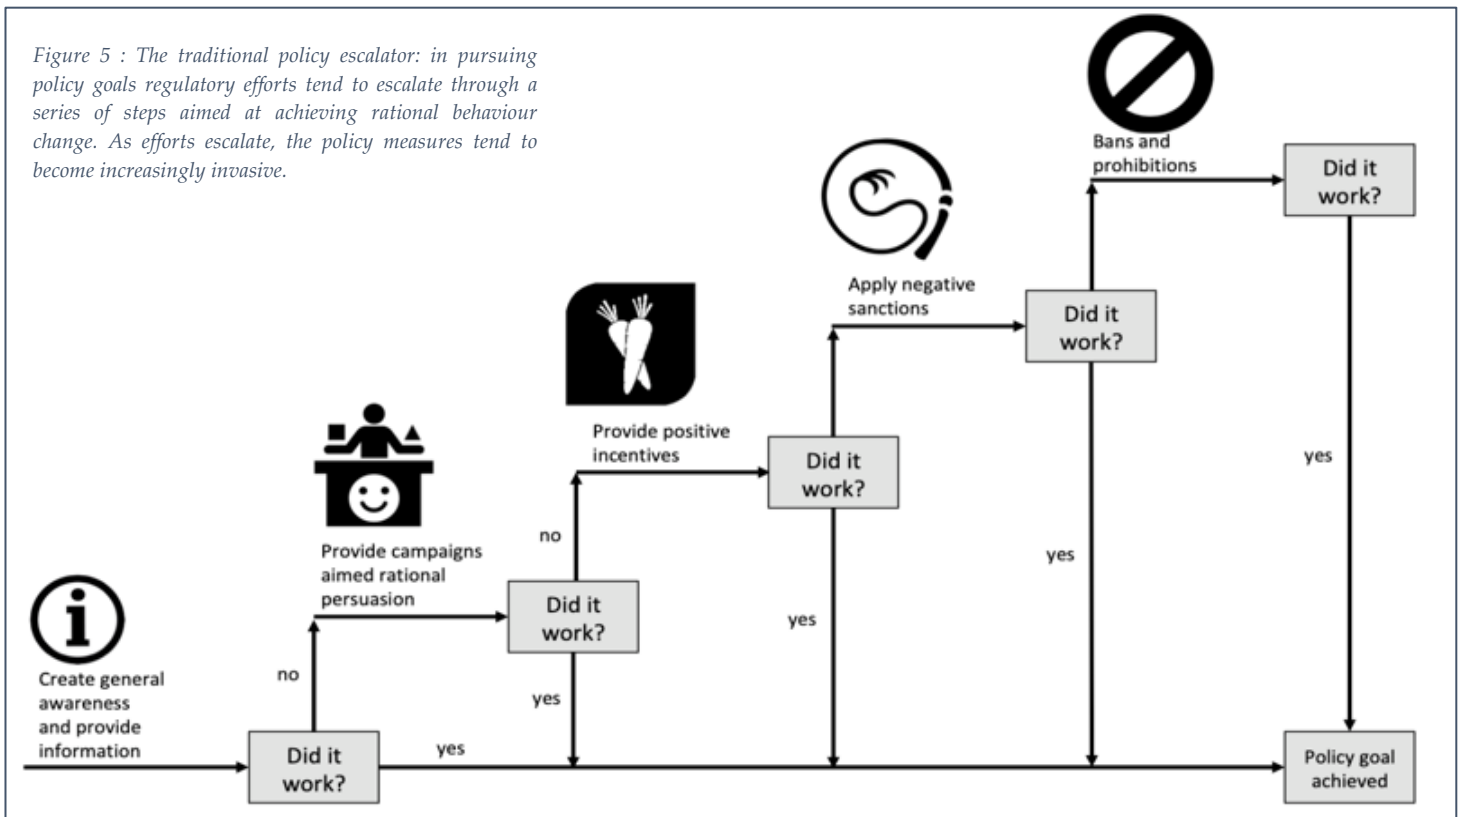 Figure 5 : The traditional policy escalator: in pursuing
policy goals regulatory efforts tend to escalate through a
series of steps aimed at achieving rational behaviour
change. As efforts escalate, the policy measures tend to
become increasingly invasive.
Bans and
prohibitions
Did it
work?
Apply negative
sanctions
Did it
work?
Provide positive
incentives
Did it
work?
yes
no
yes
Provide campaigns
aimed rational
persuasion
Did it
work?
yes
no
yes
Create general
awareness
and provide
information
Did it
work?
yes
Policy goal
achieved